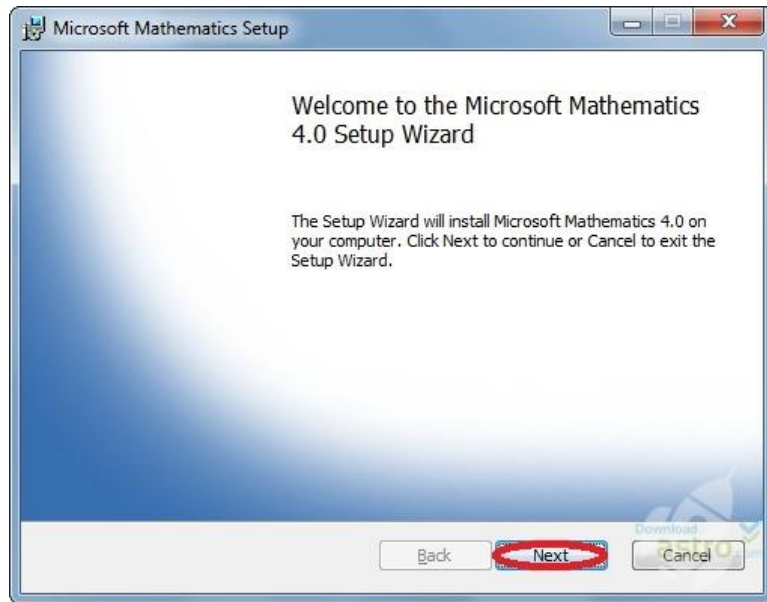 Microsoft Mathematics Setup
Welcome to the Microsoft Mathematics
4.0 Setup Wizard
The Setup Wizard will install Microsoft Mathematics 4.0 on
your computer. Click Next to continue or Cancel to exit the
Setup Wizard.
Download
astro
Back Next Cancel